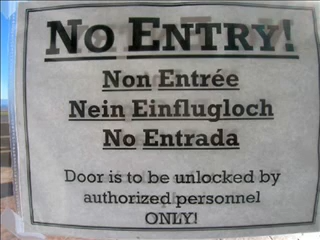 NO ENTRY!
Non Entrée
Nein Einflugloch
No Entrada
Door is to be unlocked by
authorized personnel
ONLY!